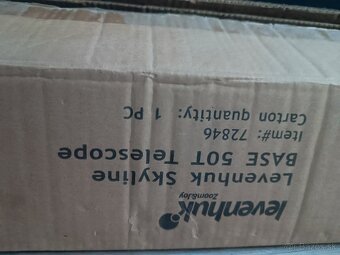 levenhuk
Zoom&Joy
Levenhuk Skyline
BASE 50T Telescope
Item#: 72846
Carton quantity: 1 PC